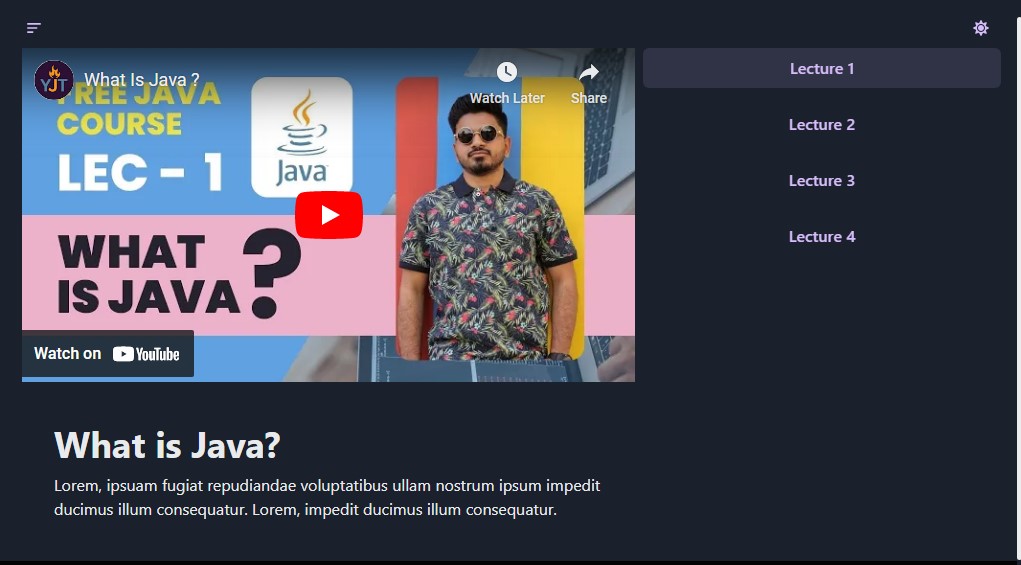 YJT
What Is Java ?
Watch Later
Share
FREE JAVA
COURSE
LEC - 1
Java
WHAT
IS JAVA?
Watch on YouTube
Lecture 1
Lecture 2
Lecture 3
Lecture 4
What is Java?
Lorem, ipsum fugiat repudiandae voluptatibus ullam nostrum ipsum impedit
ducimus illum consequatur. Lorem, impedit ducimus illum consequatur.